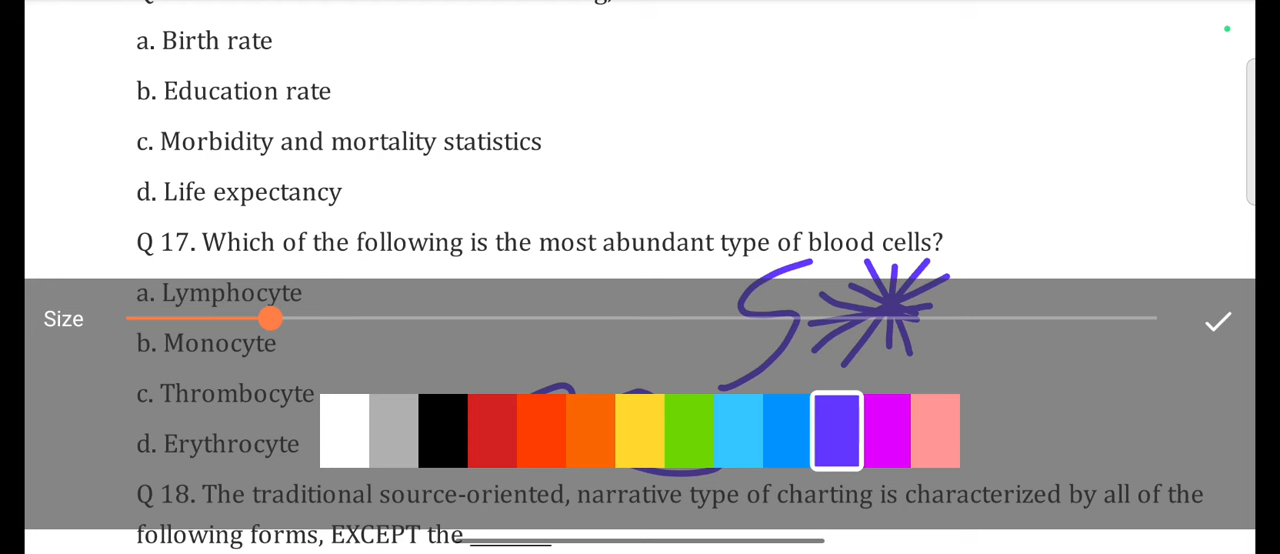 a. Birth rate
b. Education rate
c. Morbidity and mortality statistics
d. Life expectancy
Q 17. Which of the following is the most abundant type of blood cells?
a. Lymphocyte
Size
b. Monocyte
c. Thrombocyte
d. Erythrocyte
Q 18. The traditional source-oriented, narrative type of charting is characterized by all of the
following forms, EXCEPT the ______